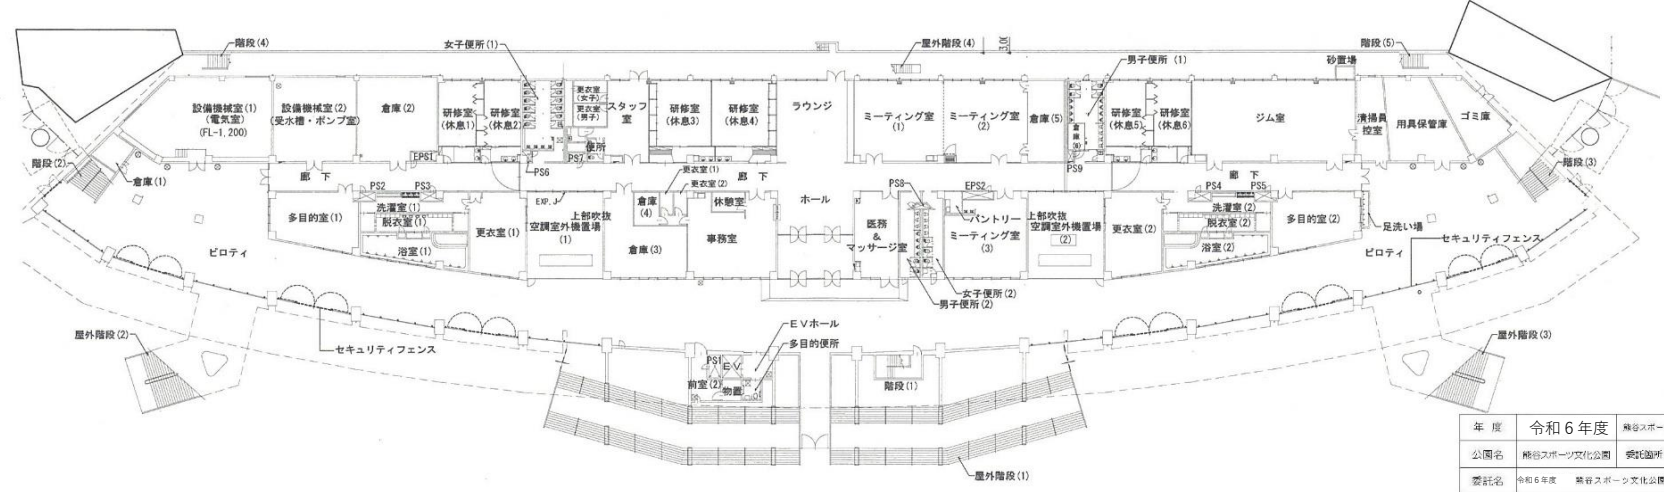 階段(4)
女子便所(1)
屋外階段(4)
3,00
男子便所 (1)
階段(5)
砂置場
設備機械室(1)
(電気室)
(FL-1,200)
設備機械室(2)
(受水槽・ポンプ室)
倉庫(2)
研修室
(休息1)
研修室
(休息2)
更衣室
(女子)
更衣室
(男子)
スタッフ
室
研修室
(休息3)
研修室
(休息4)
ラウンジ
ミーティング室
(1)
ミーティング室
(2)
倉庫(5)
倉庫
(6)
研修室
(休息5)
研修室
(休息6)
ジム室
清掃員
控室
用具保管庫
ゴミ庫
階段(2)
倉庫(1)
EPS1
PS6
PS7
便所
更衣室(1)
更衣室(2)
PS9
階段(3)
廊 下
PS2
PS3
廊 下
PS8
EPS2
PS4
PS5
廊 下
多目的室(1)
洗濯室(1)
脱衣室(1)
浴室(1)
更衣室(1)
EXP.J
上部吹抜
空調室外機置場
(1)
倉庫
(4)
倉庫(3)
休憩室
事務室
ホール
医務
&
マッサージ室
パントリー
ミーティング室
(3)
上部吹抜
空調室外機置場
(2)
更衣室(2)
洗濯室(2)
脱衣室(2)
浴室(2)
多目的室(2)
足洗い場
ピロティ
ピロティ
セキュリティフェンス
女子便所(2)
男子便所(2)
屋外階段(2)
セキュリティフェンス
EVホール
多目的便所
PS1
EV
前室(2)
物置
階段(1)
屋外階段(3)
屋外階段(1)
年 度 令和6年度 熊谷スポー
公園名 熊谷スポーツ文化公園 委託箇所
委託名 令和6年度 熊谷スポーツ文化公園